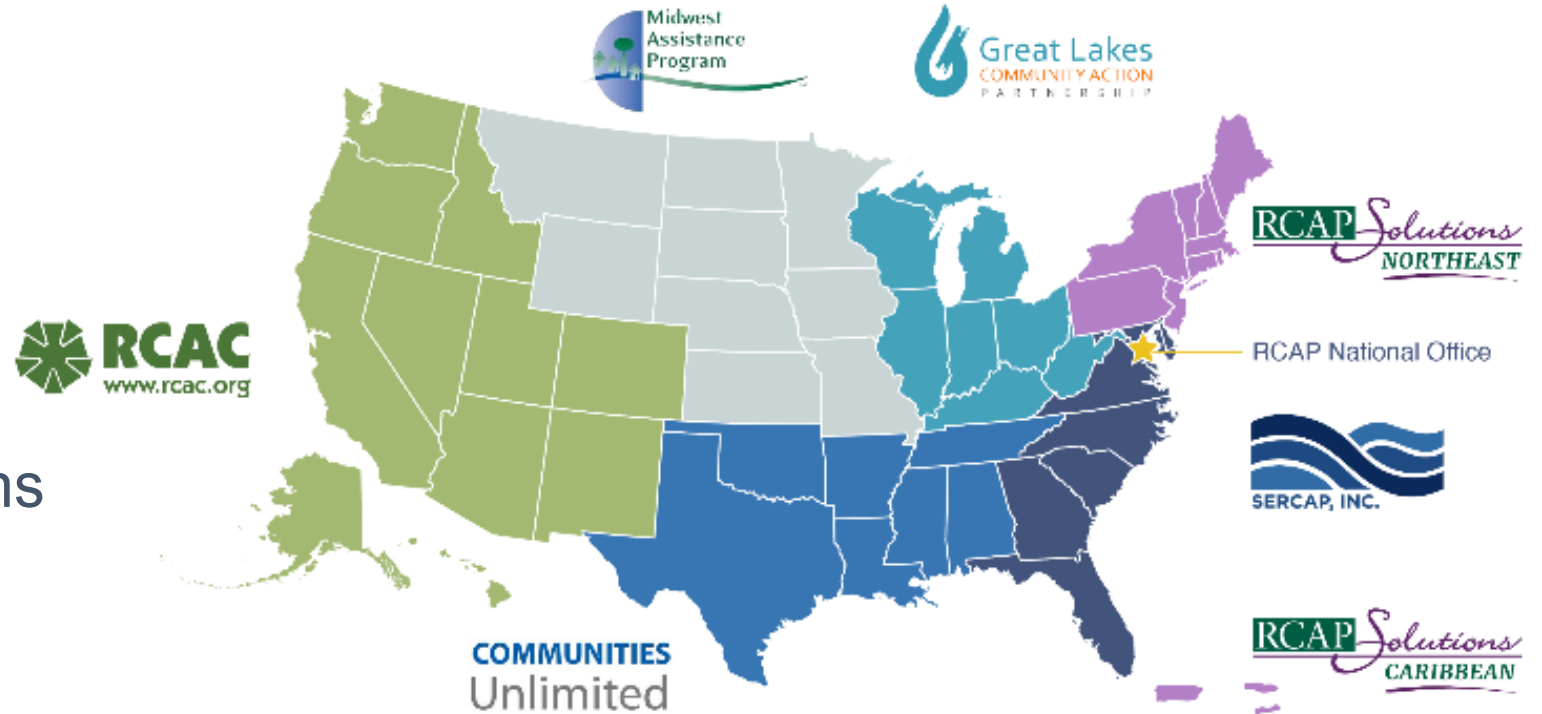 Midwest
Assistance
Program
Great Lakes
COMMUNITY ACTION
PARTNERSHIP
RCAP Solutions
NORTHEAST
RCAC
www.rcac.org
RCAP National Office
ns
SERCAP, INC.
COMMUNITIES
Unlimited
RCAP Solutions
CARIBBEAN